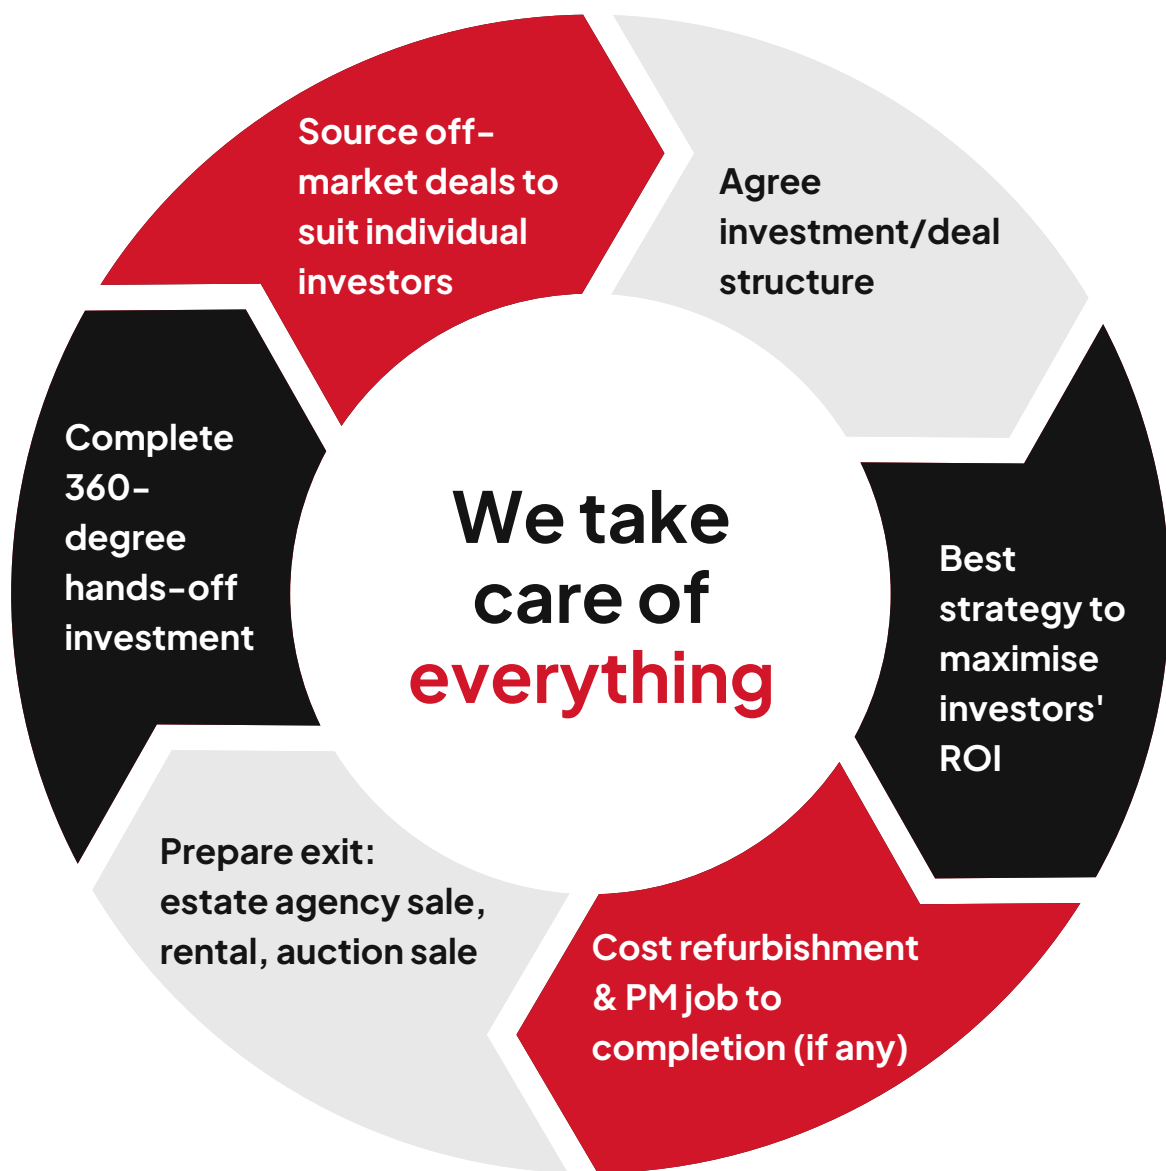 Source off-
market deals to
suit individual
investors
Agree
investment/deal
structure
Best
strategy to
maximise
investors'
ROI
Cost refurbishment
& PM job to
completion (if any)
Prepare exit:
estate agency sale,
rental, auction sale
Complete
360-
degree
hands-off
investment
We take
care of
everything